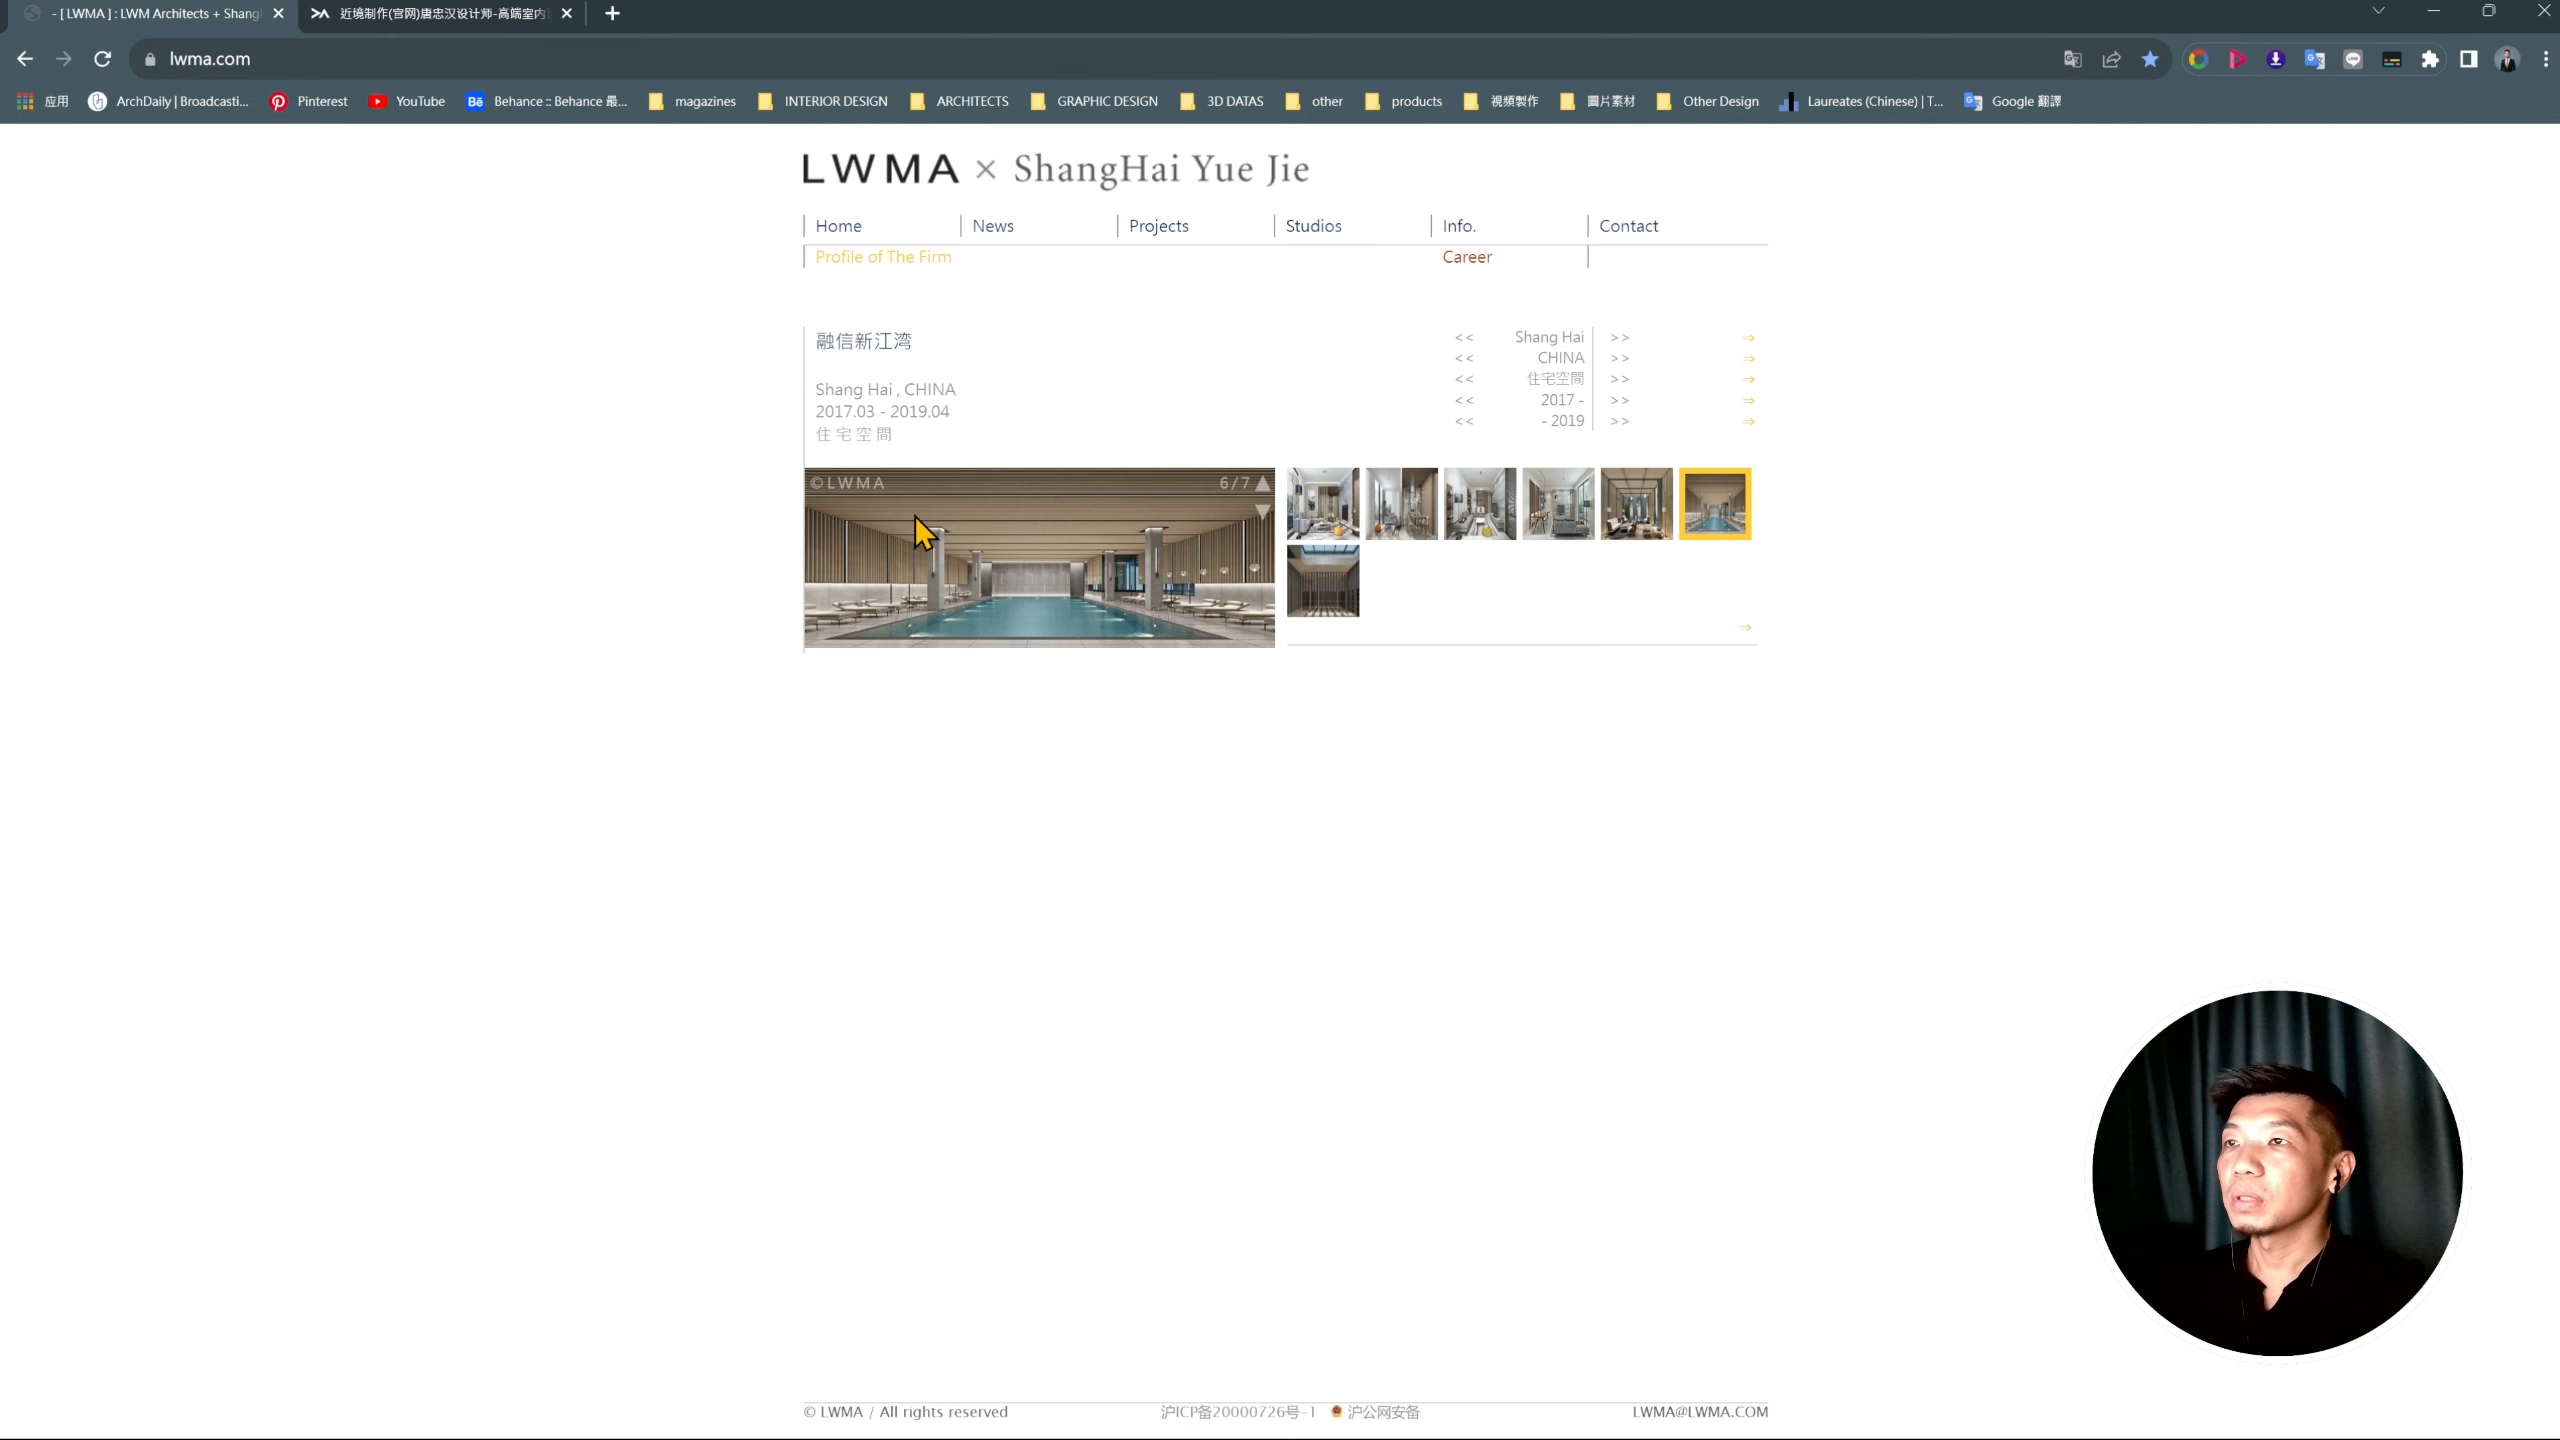 - [ LWMA ] : LWM Architects + Shang
近境制作(官网)唐忠汉设计师-高端室内
lwma.com
应用
ArchDaily | Broadcasti...
Pinterest
YouTube
Behance :: Behance 最...
magazines
INTERIOR DESIGN
ARCHITECTS
GRAPHIC DESIGN
3D DATAS
other
products
視頻製作
圖片素材
Other Design
Laureates (Chinese) | T...
Google 翻譯
LWMA × ShangHai Yue Jie
Home
News
Projects
Studios
Info.
Contact
Profile of The Firm
Career
融信新江湾
Shang Hai , CHINA
2017.03 - 2019.04
住宅空間
<< Shang Hai >> ⇒
<< CHINA >> ⇒
<< 住宅空間 >> ⇒
<< 2017 - >> ⇒
<< - 2019 >> ⇒
©LWMA
6/7
⇒
© LWMA / All rights reserved
沪ICP备20000726号-1
沪公网安备
LWMA@LWMA.COM